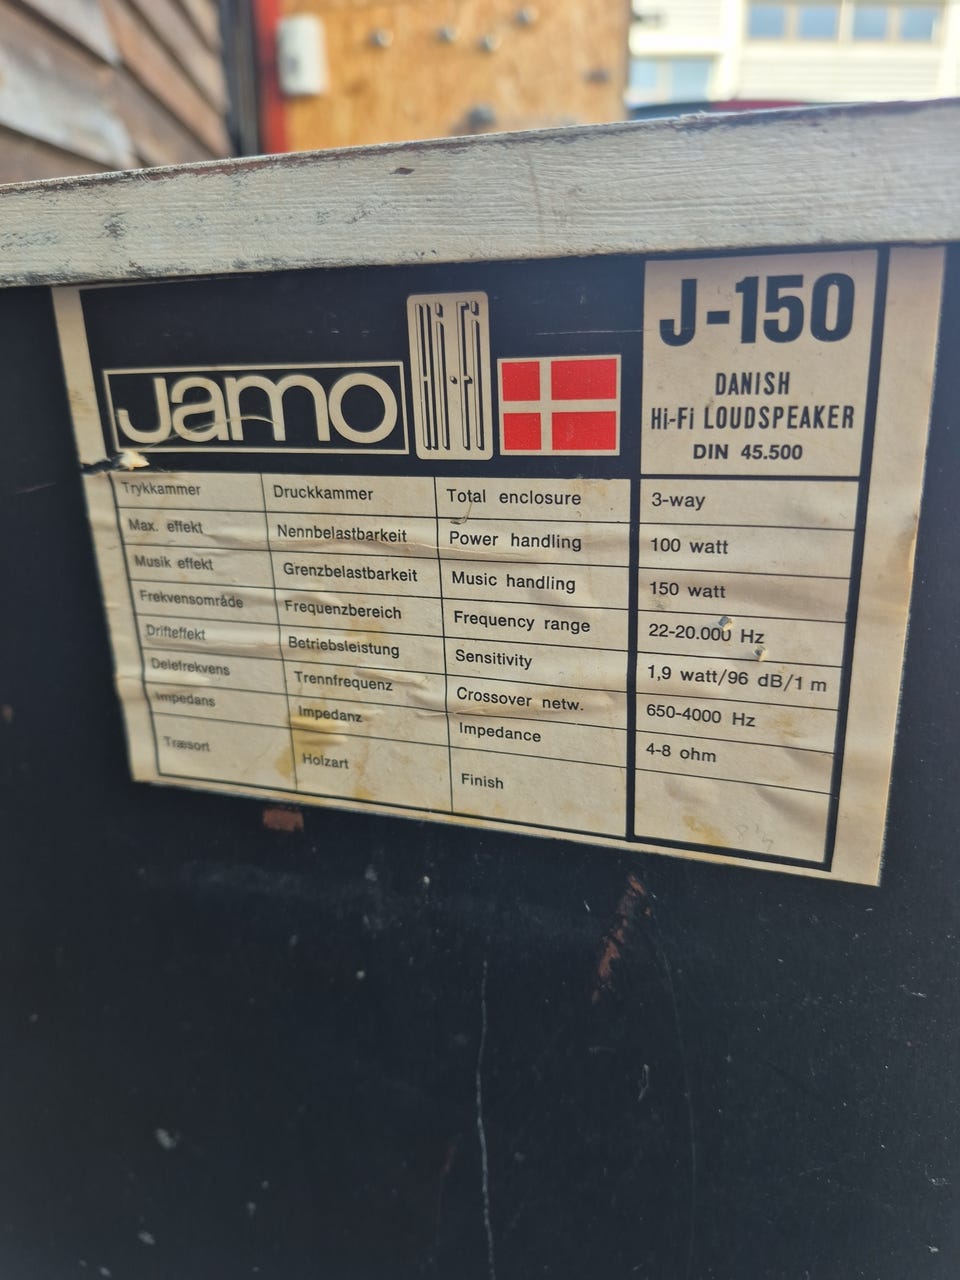 Jamo
Hi-Fi
J-150
DANISH
Hi-Fi LOUDSPEAKER
DIN 45.500
Trykkammer Druckkammer Total enclosure 3-way
Max. effekt Nennbelastbarkeit Power handling 100 watt
Musik effekt Grenzbelastbarkeit Music handling 150 watt
Frekvensområde Frequenzbereich Frequency range 22-20.000 Hz
Drifteffekt Betriebsleistung Sensitivity 1,9 watt/96 dB/1 m
Delefrekvens Trennfrequenz Crossover netw. 650-4000 Hz
Impedans Impedanz Impedance 4-8 ohm
Træsort Holzart Finish